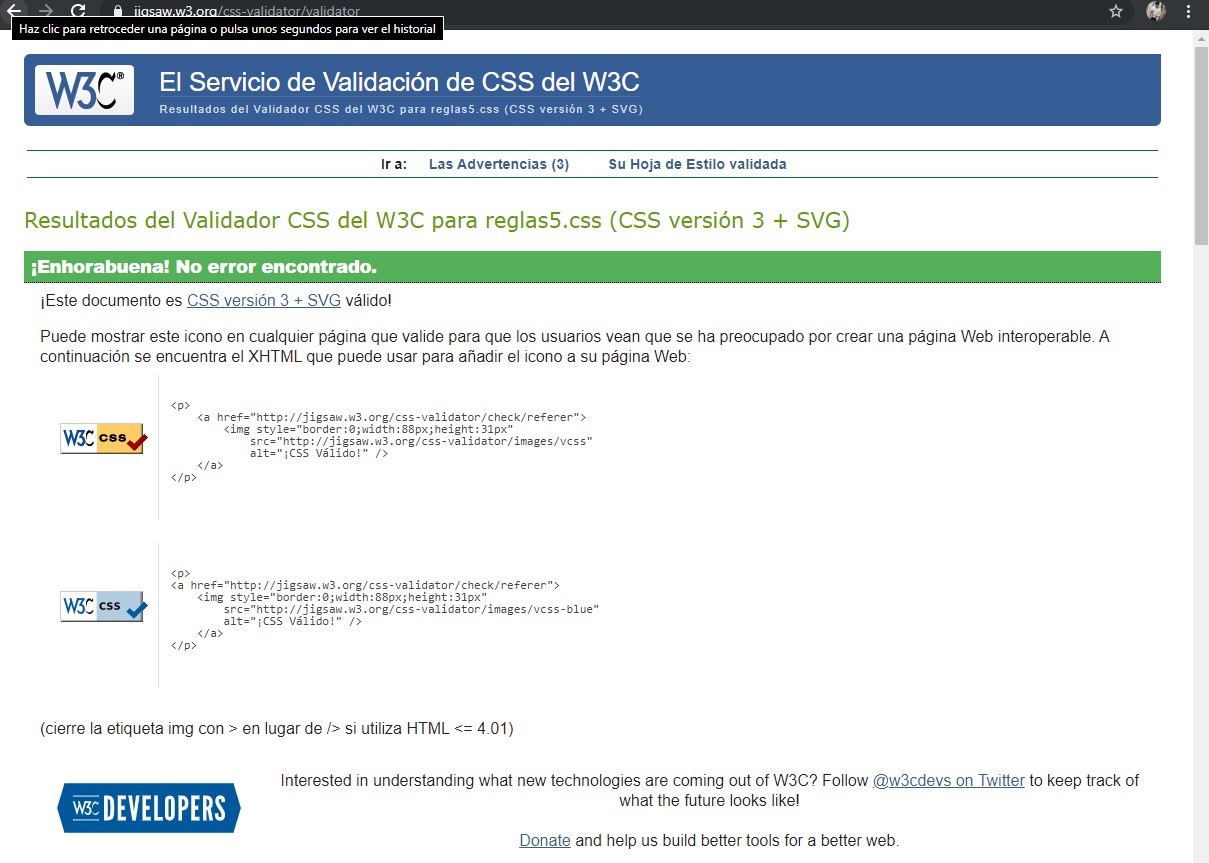 jigsaw.w3.org/css-validator/validator
Haz clic para retroceder una página o pulsa unos segundos para ver el historial
W3C®
El Servicio de Validación de CSS del W3C
Resultados del Validador CSS del W3C para reglas5.css (CSS versión 3 + SVG)
Ir a: Las Advertencias (3) Su Hoja de Estilo validada
Resultados del Validador CSS del W3C para reglas5.css (CSS versión 3 + SVG)
¡Enhorabuena! No error encontrado.
¡Este documento es CSS versión 3 + SVG válido!
Puede mostrar este icono en cualquier página que valide para que los usuarios vean que se ha preocupado por crear una página Web interoperable. A
continuación se encuentra el XHTML que puede usar para añadir el icono a su página Web:
W3C css
<p>
<a href="http://jigsaw.w3.org/css-validator/check/referer">
<img style="border:0;width:88px;height:31px"
src="http://jigsaw.w3.org/css-validator/images/vcss"
alt="¡CSS Válido!" />
</a>
</p>
W3C css
<p>
<a href="http://jigsaw.w3.org/css-validator/check/referer">
<img style="border:0;width:88px;height:31px"
src="http://jigsaw.w3.org/css-validator/images/vcss-blue"
alt="¡CSS Válido!" />
</a>
</p>
(cierre la etiqueta img con > en lugar de /> si utiliza HTML <= 4.01)
W3C DEVELOPERS
Interested in understanding what new technologies are coming out of W3C? Follow @w3cdevs on Twitter to keep track of
what the future looks like!
Donate and help us build better tools for a better web.